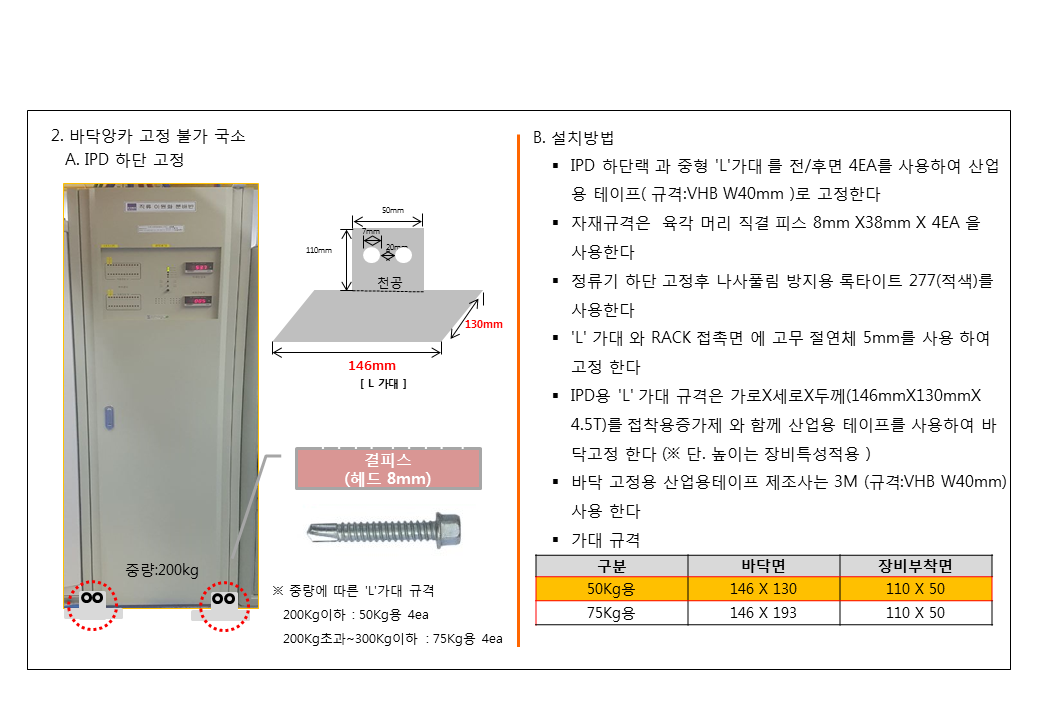 2. 바닥앙카 고정 불가 국소
A. IPD 하단 고정
직류 이원철 분배반
중량:200kg
50mm
7mm
20mm
110mm
천공
130mm
146mm
[ L 가대 ]
결피스
(헤드 8mm)
※ 중량에 따른 'L'가대 규격
200Kg이하 : 50Kg용 4ea
200Kg초과~300Kg이하 : 75Kg용 4ea
B. 설치방법
▪ IPD 하단랙 과 중형 'L'가대 를 전/후면 4EA를 사용하여 산업
용 테이프( 규격:VHB W40mm )로 고정한다
▪ 자재규격은 육각 머리 직결 피스 8mm X38mm X 4EA 을
사용한다
▪ 정류기 하단 고정후 나사풀림 방지용 록타이트 277(적색)를
사용한다
▪ 'L' 가대 와 RACK 접촉면 에 고무 절연체 5mm를 사용 하여
고정 한다
▪ IPD용 'L' 가대 규격은 가로X세로X두께(146mmX130mmX
4.5T)를 접착용증가제 와 함께 산업용 테이프를 사용하여 바
닥고정 한다 (※ 단. 높이는 장비특성적용 )
▪ 바닥 고정용 산업용테이프 제조사는 3M (규격:VHB W40mm)
사용 한다
▪ 가대 규격
구분 바닥면 장비부착면
50Kg용 146 X 130 110 X 50
75Kg용 146 X 193 110 X 50